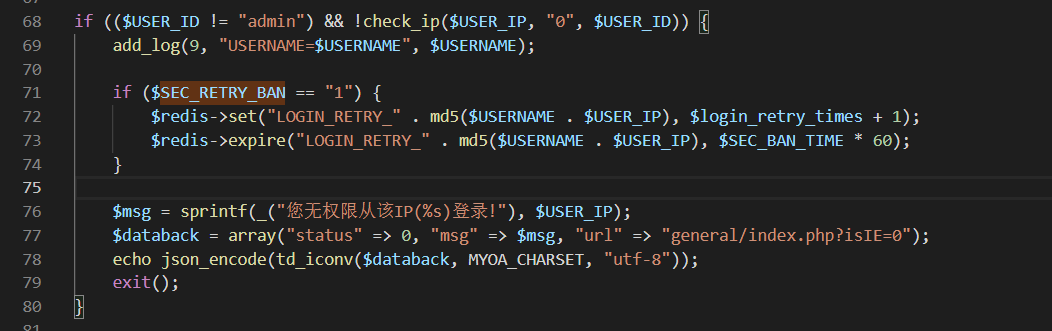 68 if (($USER_ID != "admin") && !check_ip($USER_IP, "0", $USER_ID)) {
69 add_log(9, "USERNAME=$USERNAME", $USERNAME);
70
71 if ($SEC_RETRY_BAN == "1") {
72 $redis->set("LOGIN_RETRY_" . md5($USERNAME . $USER_IP), $login_retry_times + 1);
73 $redis->expire("LOGIN_RETRY_" . md5($USERNAME . $USER_IP), $SEC_BAN_TIME * 60);
74 }
75
76 $msg = sprintf(_("您无权限从该IP(%s)登录!"), $USER_IP);
77 $databack = array("status" => 0, "msg" => $msg, "url" => "general/index.php?isIE=0");
78 echo json_encode(td_iconv($databack, MYOA_CHARSET, "utf-8"));
79 exit();
80 }